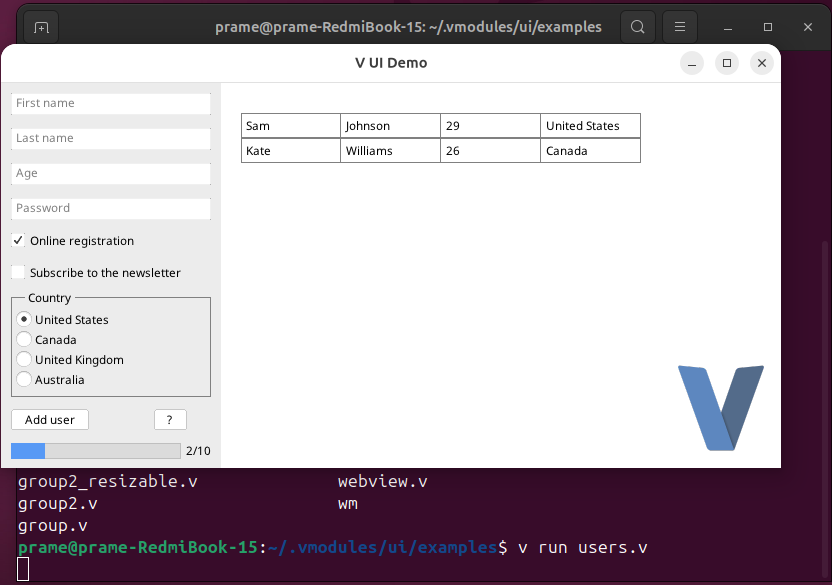 prame@prame-RedmiBook-15: ~/.vmodules/ui/examples
V UI Demo
First name
Last name
Age
Password
Online registration
Subscribe to the newsletter
Country
United States
Canada
United Kingdom
Australia
Add user ?
2/10
Sam Johnson 29 United States
Kate Williams 26 Canada
V
group2_resizable.v webview.v
group2.v wm
group.v
prame@prame-RedmiBook-15:~/.vmodules/ui/examples$ v run users.v